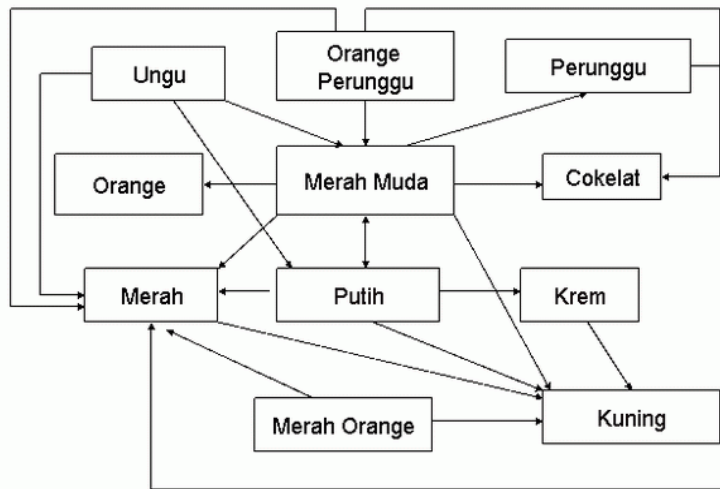 Ungu
Orange
Perunggu
Perunggu
Orange
Merah Muda
Cokelat
Merah
Putih
Krem
Merah Orange
Kuning